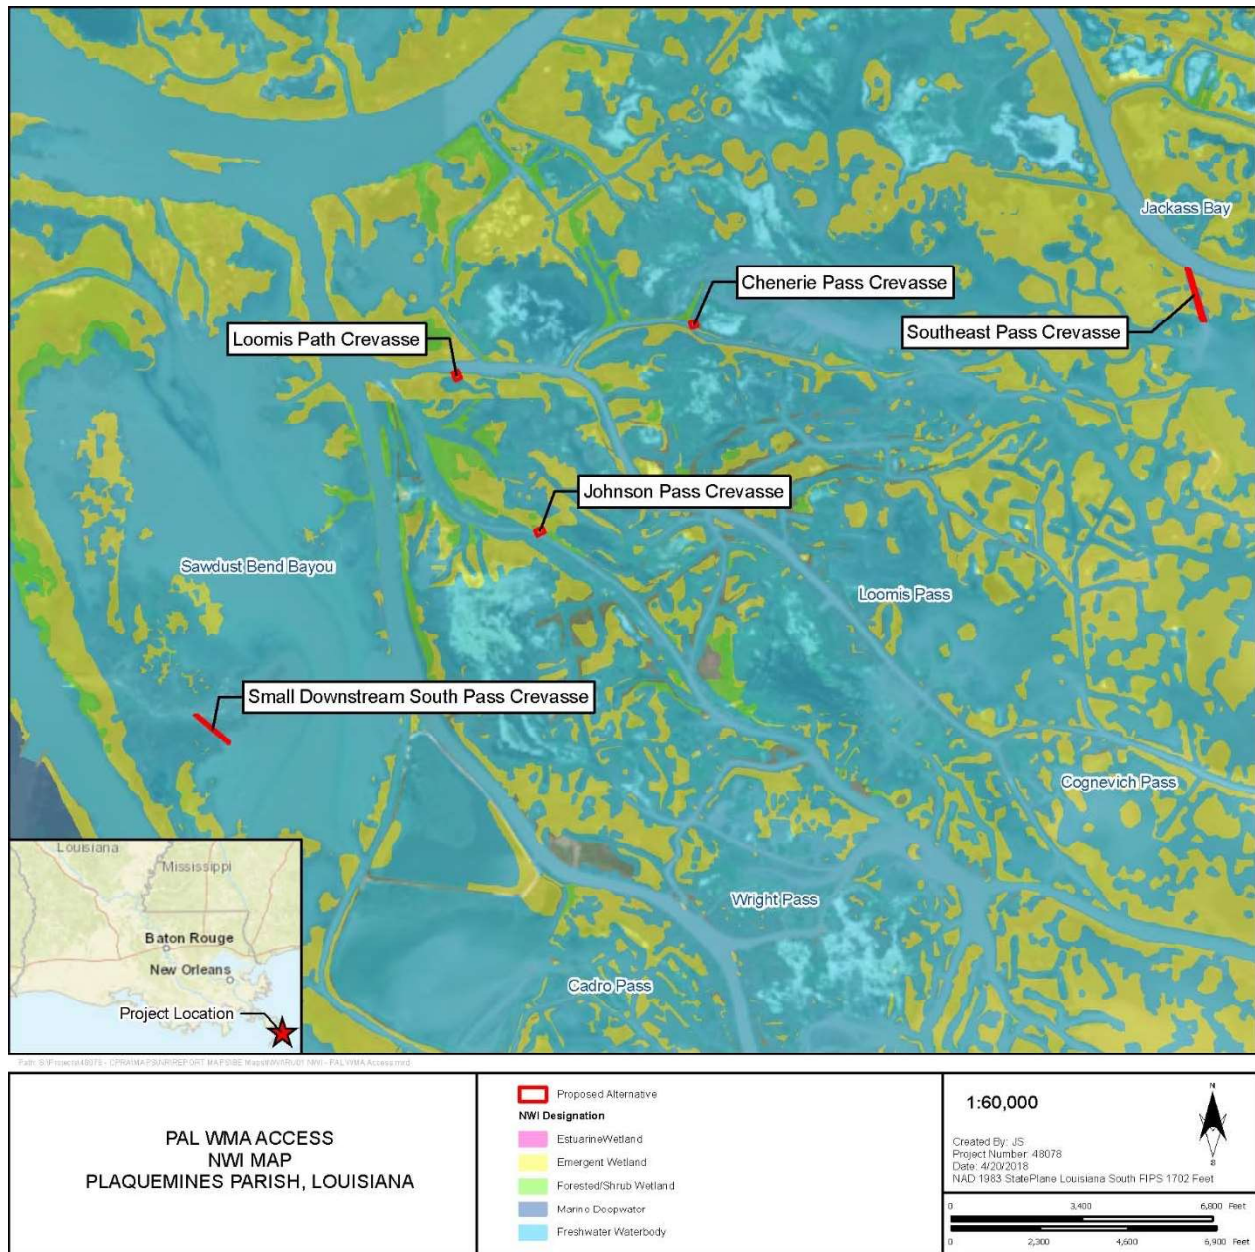 Jackass Bay
Chenerie Pass Crevasse
Southeast Pass Crevasse
Loomis Path Crevasse
Johnson Pass Crevasse
Sawdust Bend Bayou
Loomis Pass
Small Downstream South Pass Crevasse
Cognevich Pass
Wright Pass
Cadro Pass
Louisiana
Mississippi
Baton Rouge
New Orleans
Project Location
PAL WMA ACCESS
NWI MAP
PLAQUEMINES PARISH, LOUISIANA
Proposed Alternative
NWI Designation
EstuarineWetland
Emergent Wetland
Forested/Shrub Wetland
Marine Deepwater
Freshwater Waterbody
1:60,000
N
S
Created By: JS
Project Number: 48078
Date: 4/20/2018
NAD 1983 StatePlane Louisiana South FIPS 1702 Feet
0 3,400 6,800 Feet
0 2,300 4,600 6,900 Feet